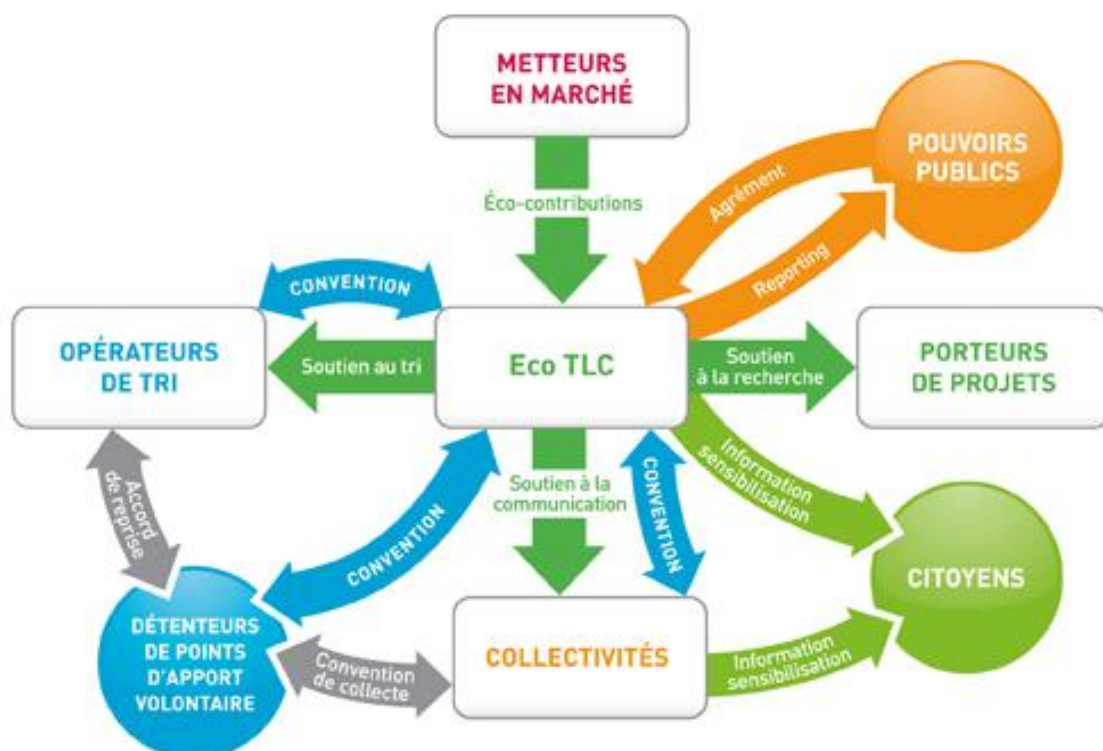 METTEURS
EN MARCHÉ
POUVOIRS
PUBLICS
Éco-contributions
Agrément
Reporting
CONVENTION
OPÉRATEURS
DE TRI
Soutien au tri
Eco TLC
Soutien
à la recherche
PORTEURS
DE PROJETS
Accord
de reprise
CONVENTION
Soutien à la
communication
CONVENTION
Information
sensibilisation
CITOYENS
DÉTENTEURS
DE POINTS
D'APPORT
VOLONTAIRE
Convention
de collecte
COLLECTIVITÉS
Information
sensibilisation